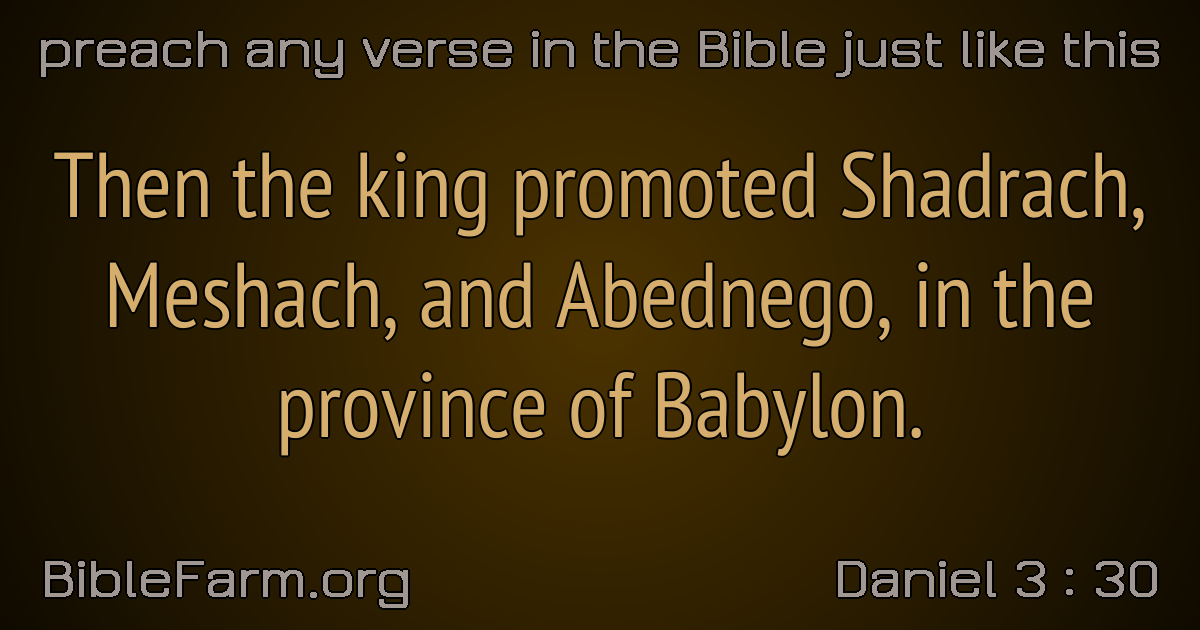 preach any verse in the Bible just like this
Then the king promoted Shadrach,
Meshach, and Abednego, in the
province of Babylon.
BibleFarm.org
Daniel 3 : 30